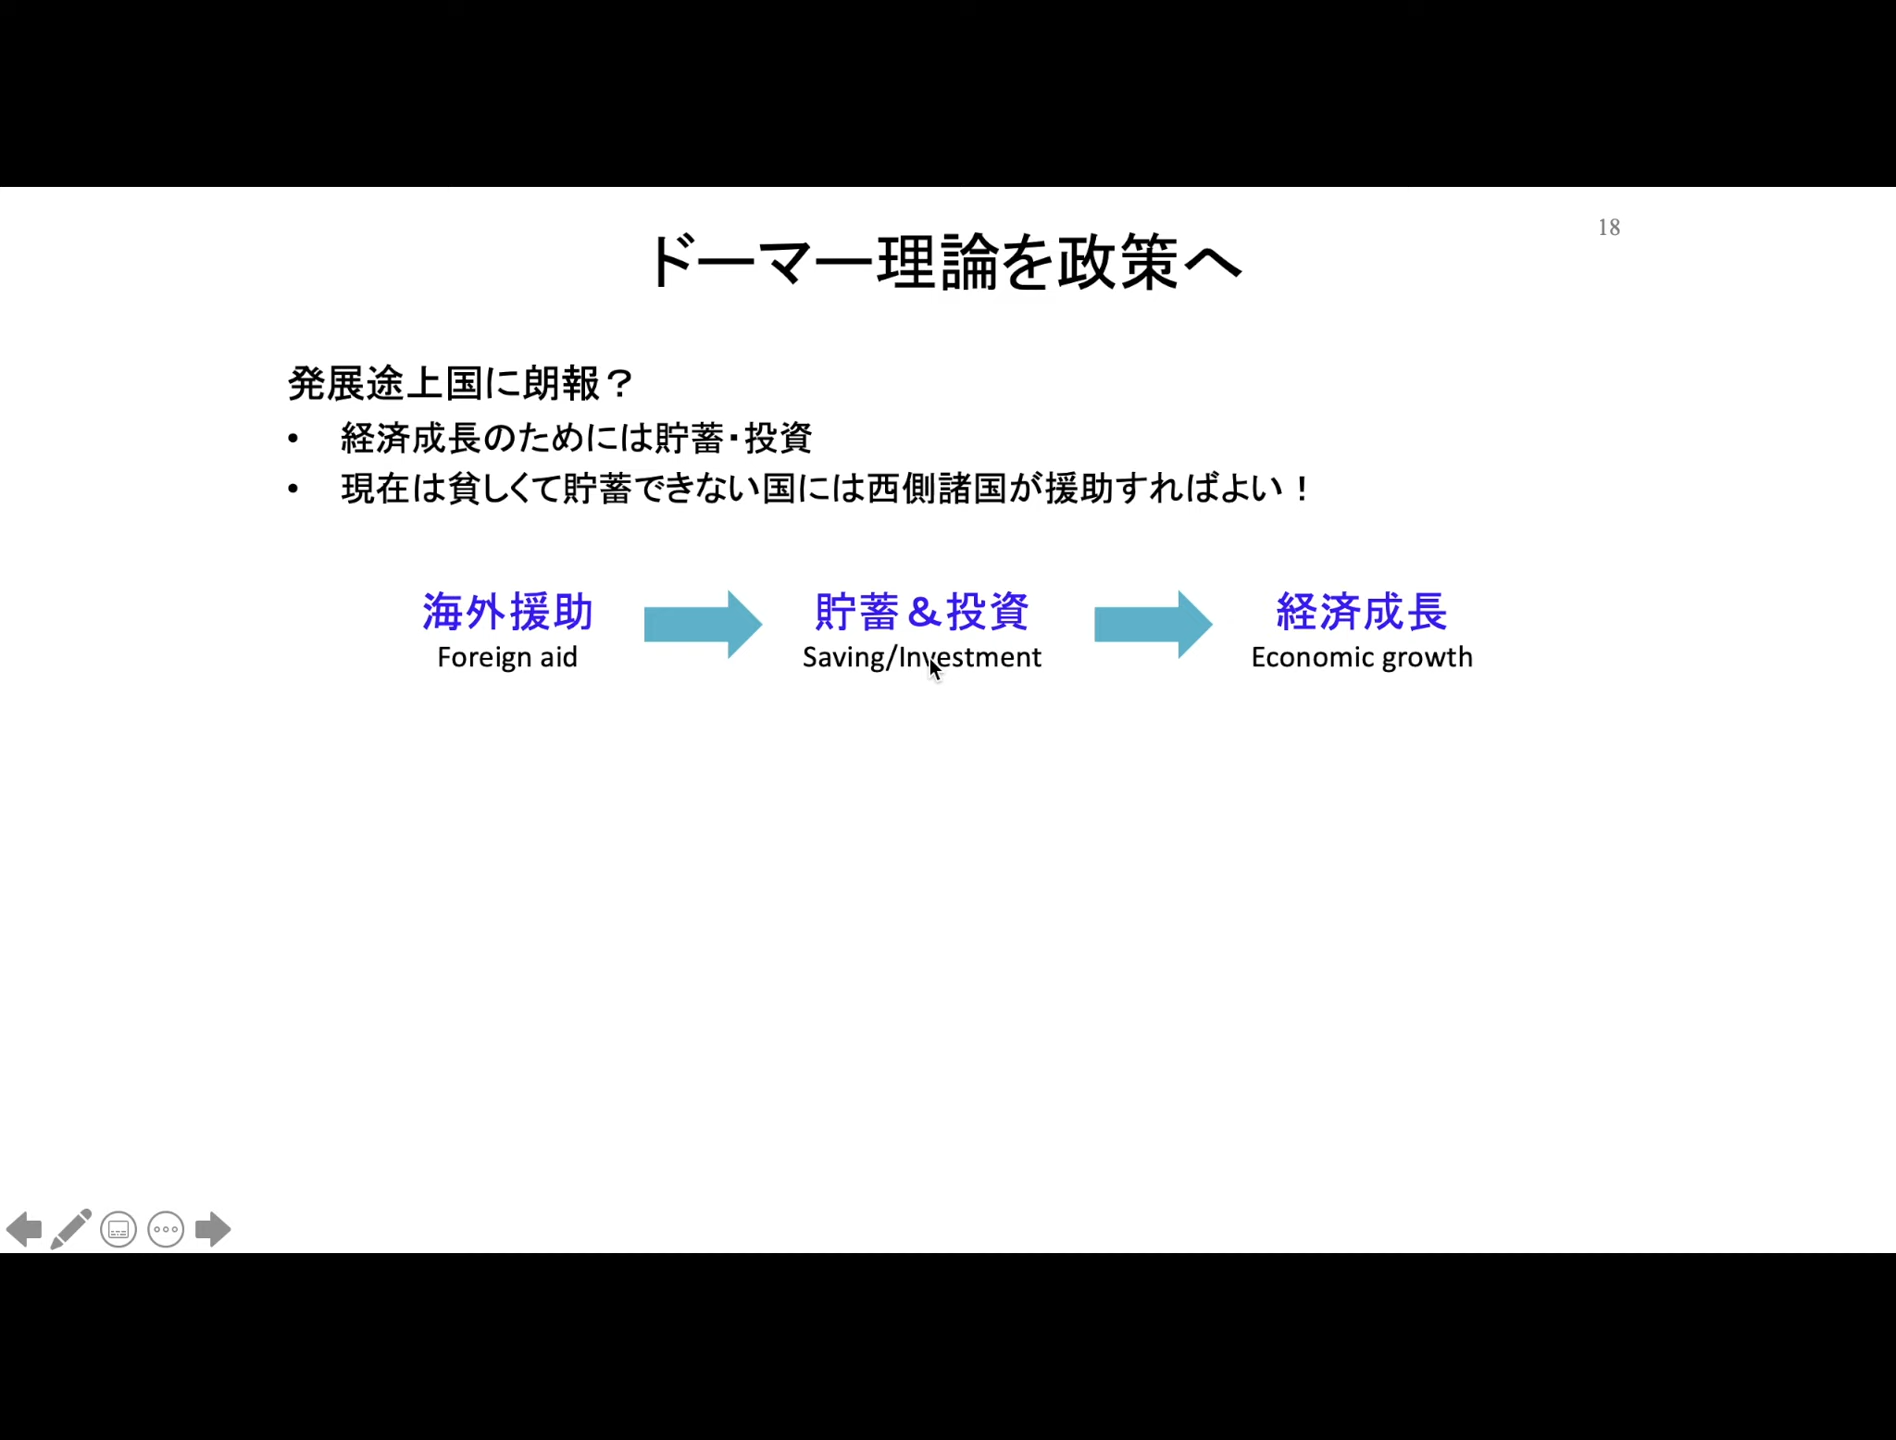 18
ドーマー理論を政策へ
発展途上国に朗報？
• 経済成長のためには貯蓄・投資
• 現在は貧しくて貯蓄できない国には西側諸国が援助すればよい！
海外援助 貯蓄＆投資 経済成長
Foreign aid Saving/Investment Economic growth